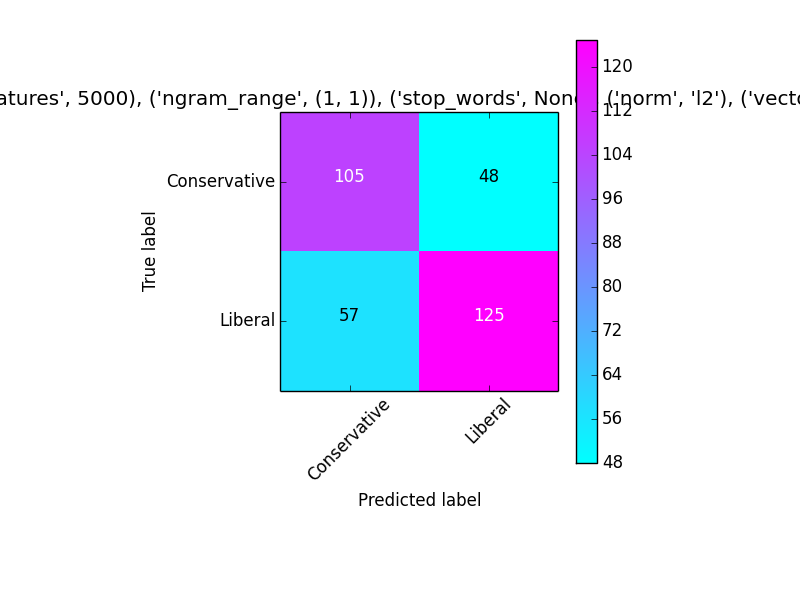 atures', 5000), ('ngram_range', (1, 1)), ('stop_words', None), ('norm', 'l2'), ('vecto
True label
Conservative
105
48
Liberal
57
125
Conservative
Liberal
Predicted label
120
112
104
96
88
80
72
64
56
48